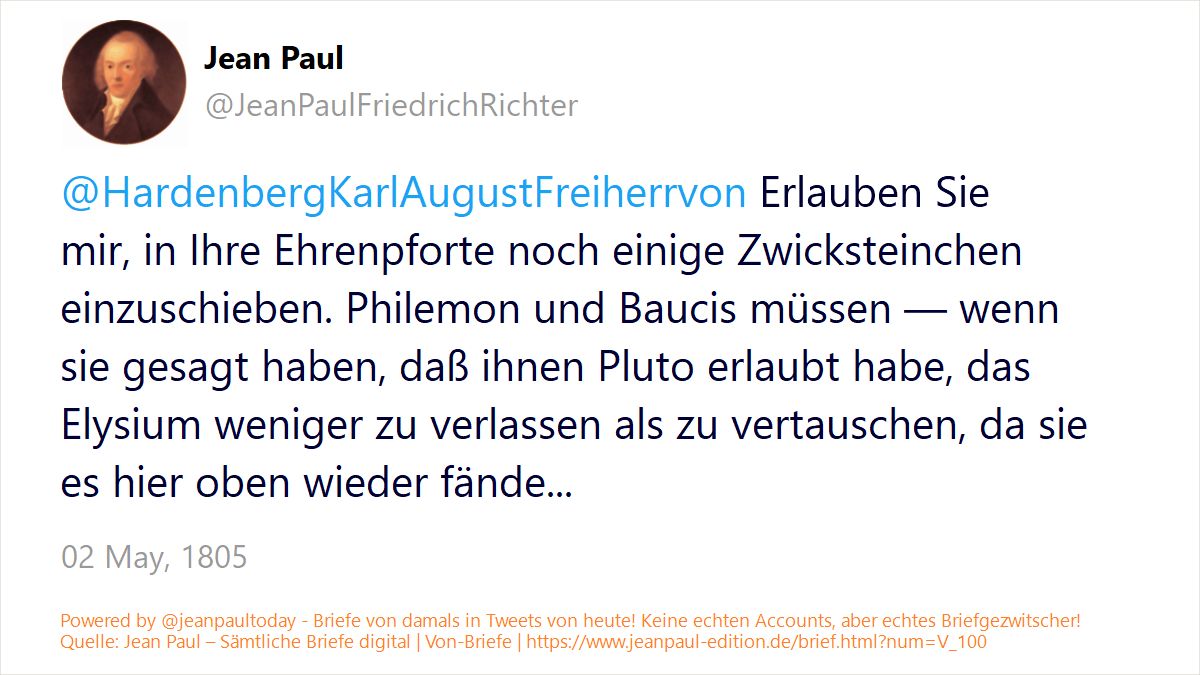 Jean Paul
@JeanPaulFriedrichRichter
@HardenbergKarlAugustFreiherrvon Erlauben Sie
mir, in Ihre Ehrenpforte noch einige Zwicksteinchen
einzuschieben. Philemon und Baucis müssen — wenn
sie gesagt haben, daß ihnen Pluto erlaubt habe, das
Elysium weniger zu verlassen als zu vertauschen, da sie
es hier oben wieder fände...
02 May, 1805
Powered by @jeanpaultoday - Briefe von damals in Tweets von heute! Keine echten Accounts, aber echtes Briefgezwitscher!
Quelle: Jean Paul – Sämtliche Briefe digital | Von-Briefe | https://www.jeanpaul-edition.de/brief.html?num=V_100